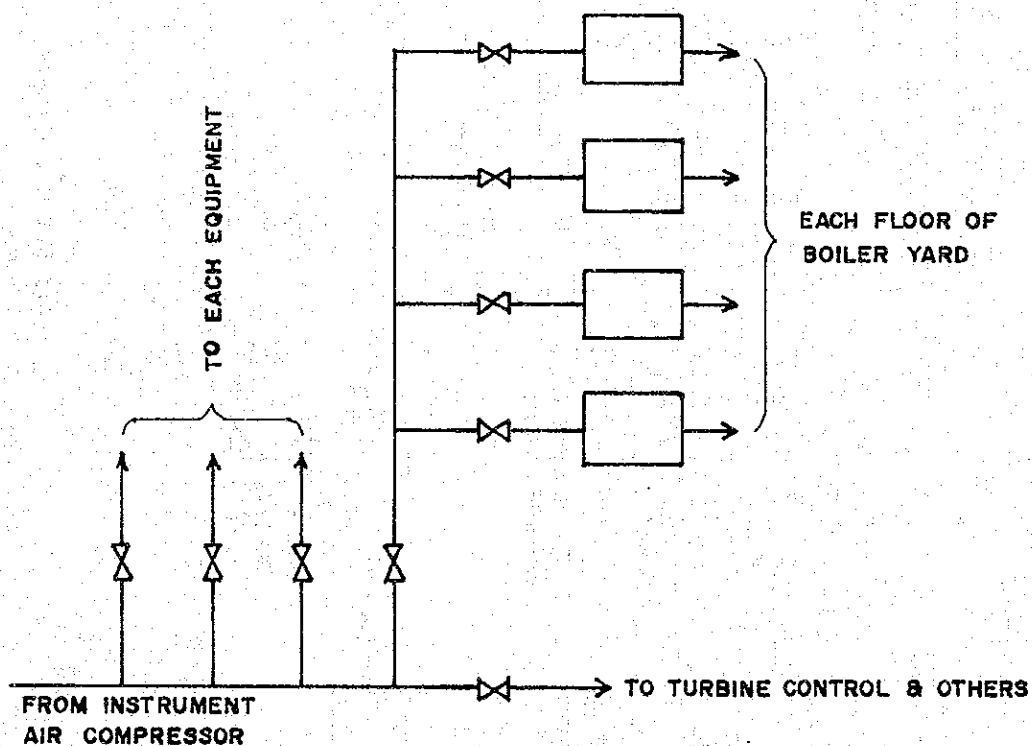 TO EACH EQUIPMENT
EACH FLOOR OF
BOILER YARD
TO TURBINE CONTROL & OTHERS
FROM INSTRUMENT
AIR COMPRESSOR